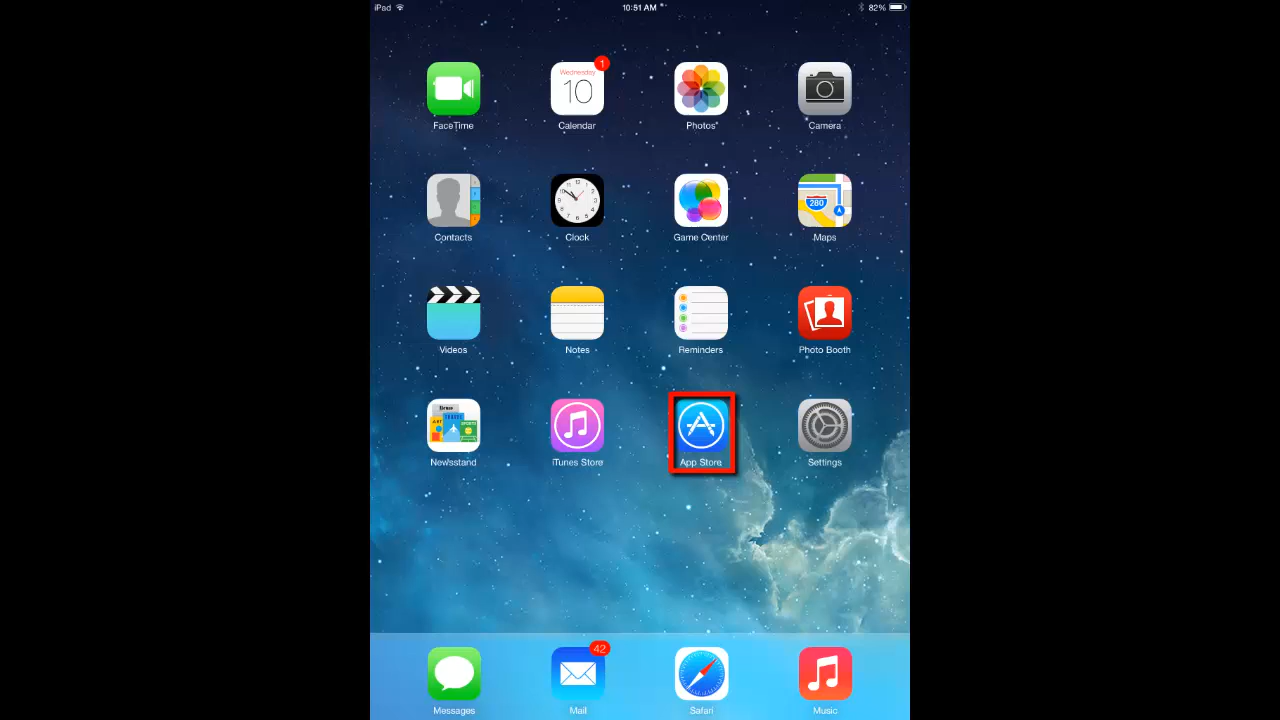 iPad 10:51 AM 82%
1
Wednesday
10
FaceTime Calendar Photos Camera
280
Contacts Clock Game Center Maps
Videos Notes Reminders Photo Booth
Newsstand iTunes Store App Store Settings
42
Messages Mail Safari Music